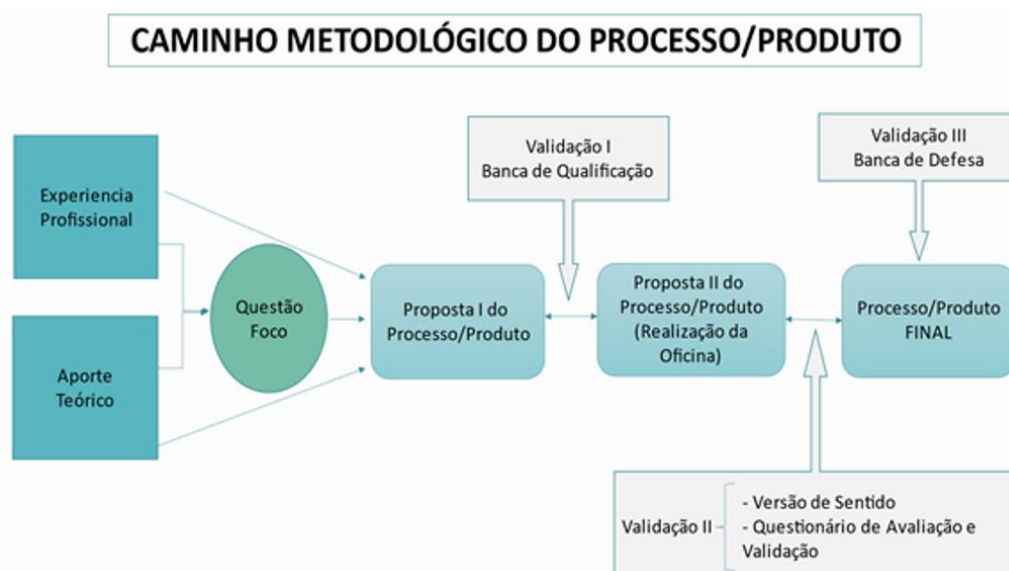 CAMINHO METODOLÓGICO DO PROCESSO/PRODUTO
Validação I
Banca de Qualificação
Validação III
Banca de Defesa
Experiencia
Profissional
Questão
Foco
Aporte
Teórico
Proposta I do
Processo/Produto
Proposta II do
Processo/Produto
(Realização da
Oficina)
Processo/Produto
FINAL
Validação II
- Versão de Sentido
- Questionário de Avaliação e
Validação